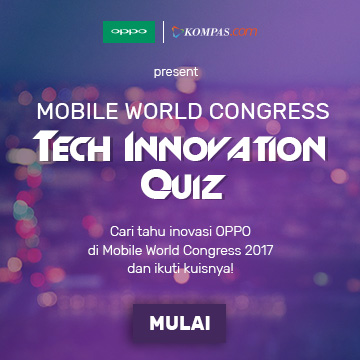 oppo KOMPAS.com
present
MOBILE WORLD CONGRESS
TECH INNOVATION
QUIZ
Cari tahu inovasi OPPO
di Mobile World Congress 2017
dan ikuti kuisnya!
MULAI